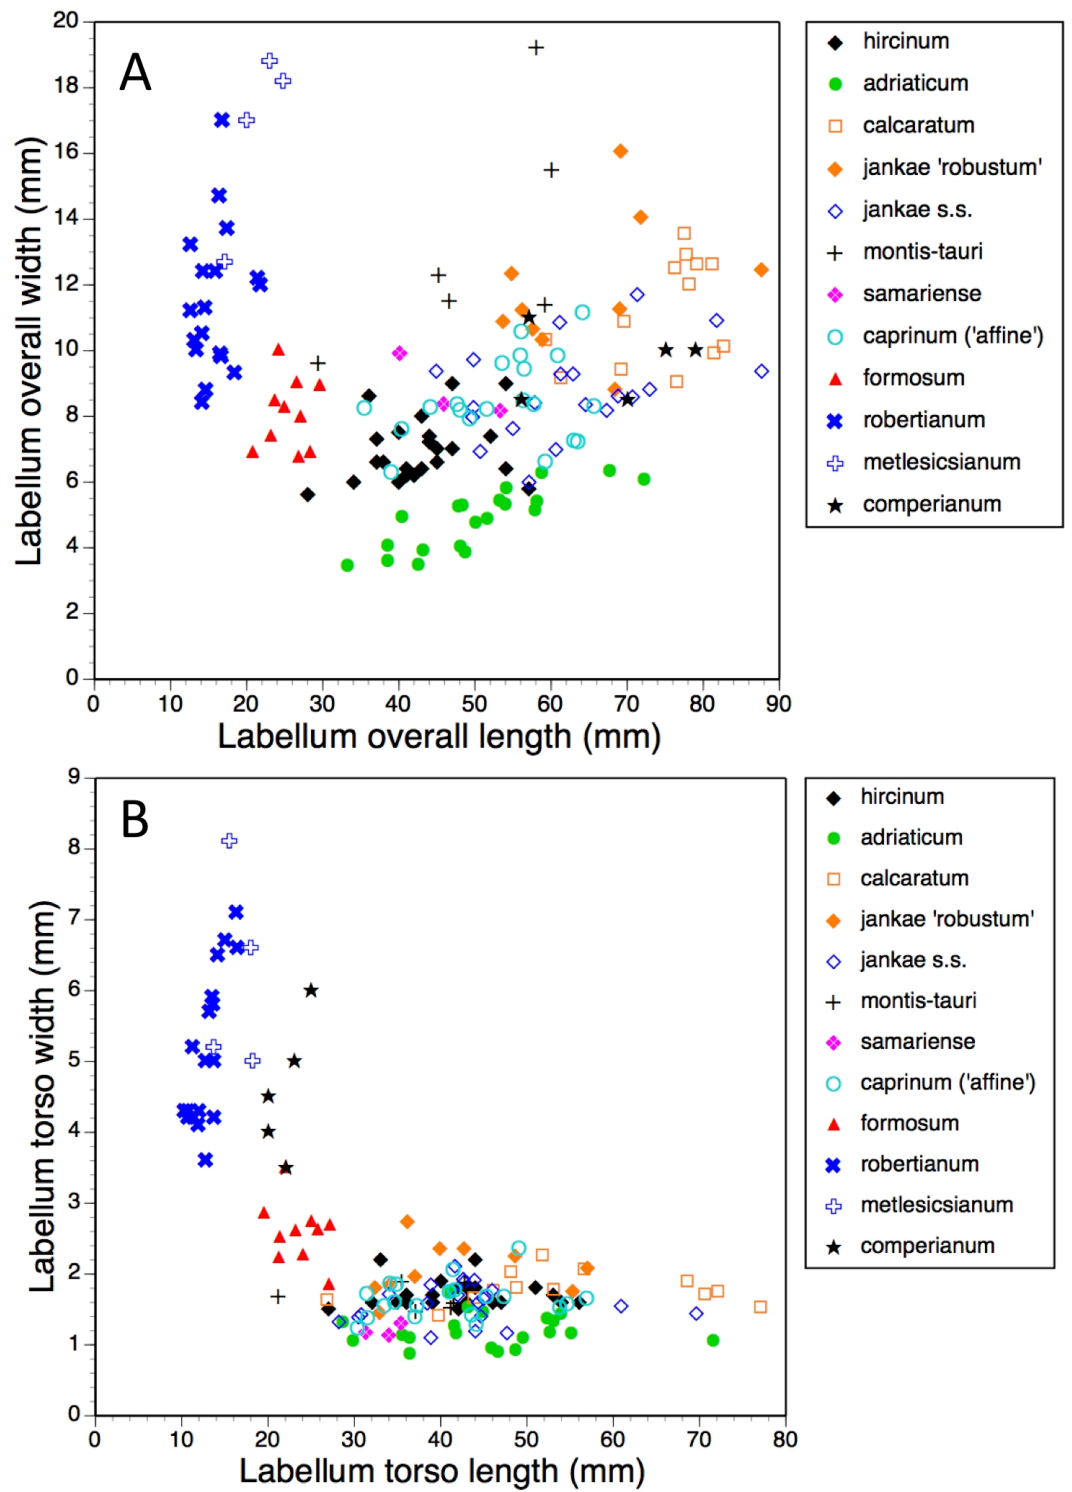 A
20
18
16
14
12
10
8
6
4
2
0
Labellum overall width (mm)
0 10 20 30 40 50 60 70 80 90
Labellum overall length (mm)
hircinum
adriaticum
calcaratum
jankae 'robustum'
jankae s.s.
montis-tauri
samariense
caprinum ('affine')
formosum
robertianum
metlesicsianum
comperianum
B
9
8
7
6
5
4
3
2
1
0
Labellum torso width (mm)
0 10 20 30 40 50 60 70 80
Labellum torso length (mm)
hircinum
adriaticum
calcaratum
jankae 'robustum'
jankae s.s.
montis-tauri
samariense
caprinum ('affine')
formosum
robertianum
metlesicsianum
comperianum